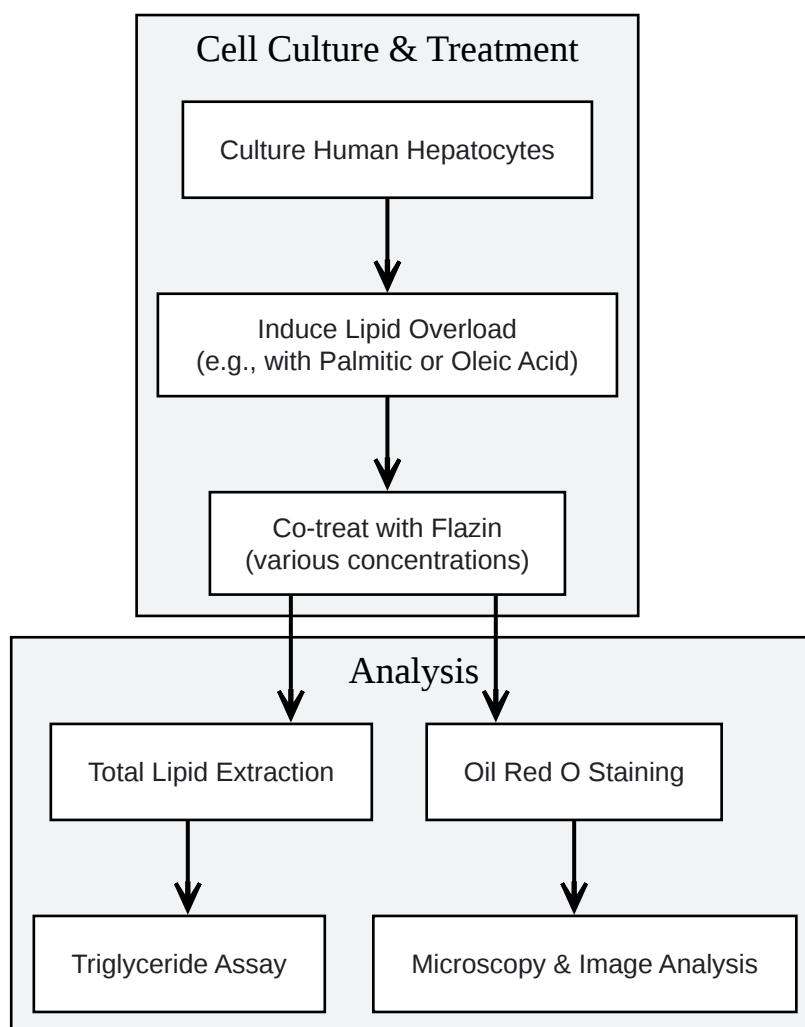 Cell Culture & Treatment
Culture Human Hepatocytes
Induce Lipid Overload
(e.g., with Palmitic or Oleic Acid)
Co-treat with Flazin
(various concentrations)
Analysis
Total Lipid Extraction
Oil Red O Staining
Triglyceride Assay
Microscopy & Image Analysis